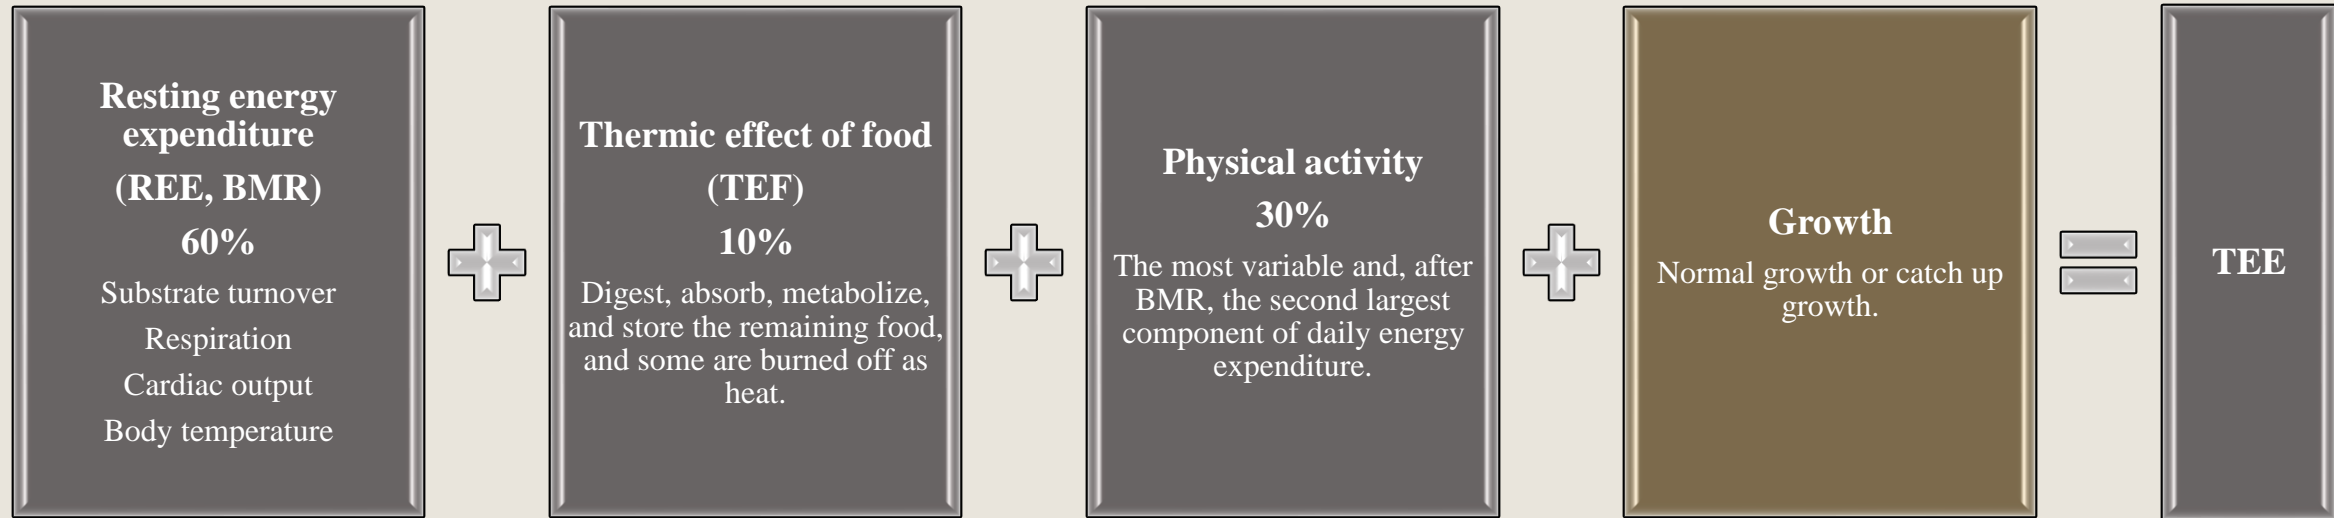 Resting energy
expenditure
(REE, BMR)
60%
Substrate turnover
Respiration
Cardiac output
Body temperature
Thermic effect of food
(TEF)
10%
Digest, absorb, metabolize,
and store the remaining food,
and some are burned off as
heat.
Physical activity
30%
The most variable and, after
BMR, the second largest
component of daily energy
expenditure.
Growth
Normal growth or catch up
growth.
TEE